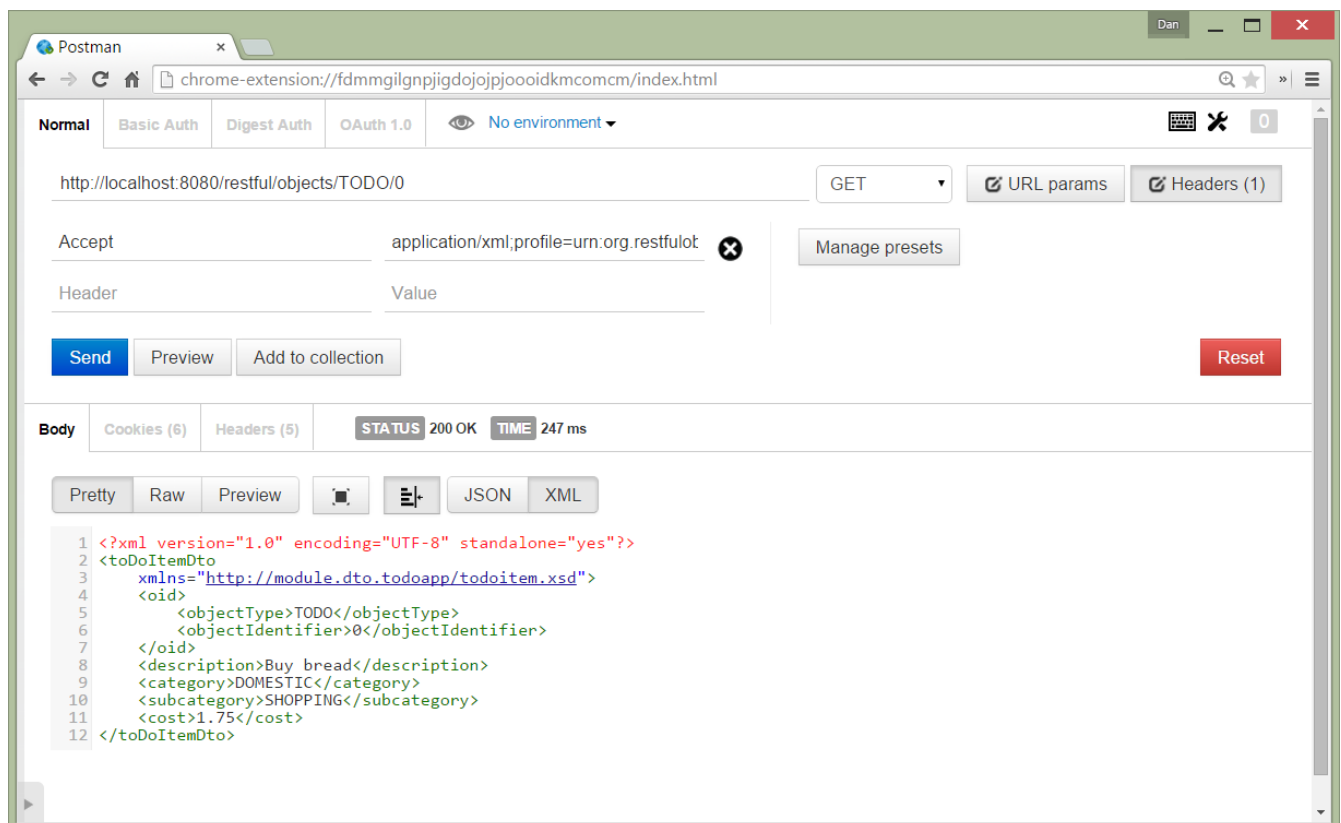 Dan
Postman
chrome-extension://fdmmgilgnpjigdojojpjoooidkmcomcm/index.html
Normal Basic Auth Digest Auth OAuth 1.0 No environment 0
http://localhost:8080/restful/objects/TODO/0 GET URL params Headers (1)
Accept application/xml;profile=urn:org.restfulob Manage presets
Header Value
Send Preview Add to collection Reset
Body Cookies (6) Headers (5) STATUS 200 OK TIME 247 ms
Pretty Raw Preview JSON XML
1 <?xml version="1.0" encoding="UTF-8" standalone="yes"?>
2 <toDoItemDto
3 xmlns="http://module.dto.todoapp/todoitem.xsd">
4 <oid>
5 <objectType>TODO</objectType>
6 <objectIdentifier>0</objectIdentifier>
7 </oid>
8 <description>Buy bread</description>
9 <category>DOMESTIC</category>
10 <subcategory>SHOPPING</subcategory>
11 <cost>1.75</cost>
12 </toDoItemDto>